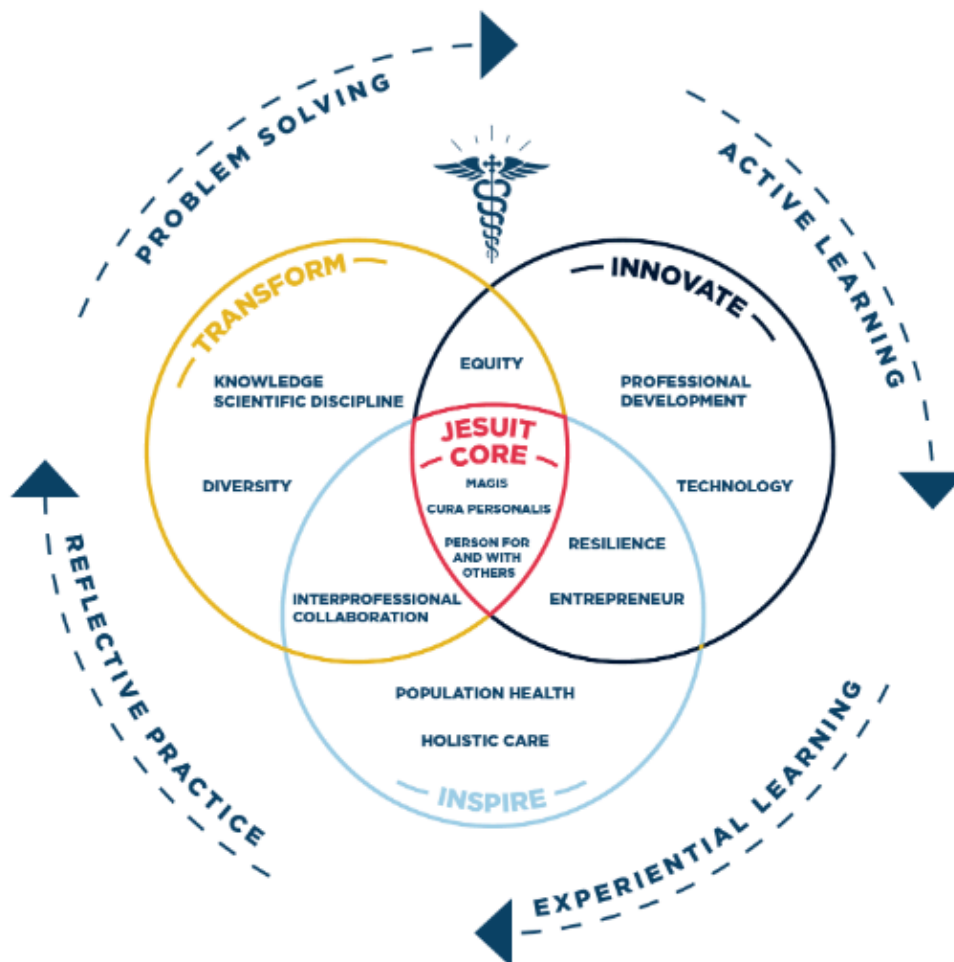 PROBLEM SOLVING
ACTIVE LEARNING
TRANSFORM
INNOVATE
EQUITY
KNOWLEDGE
SCIENTIFIC DISCIPLINE
PROFESSIONAL
DEVELOPMENT
JESUIT
CORE
MAGIS
CURA PERSONALIS
PERSON FOR
AND WITH
OTHERS
DIVERSITY
TECHNOLOGY
RESILIENCE
ENTREPRENEUR
INTERPROFESSIONAL
COLLABORATION
POPULATION HEALTH
HOLISTIC CARE
INSPIRE
REFLECTIVE PRACTICE
EXPERIENTIAL LEARNING